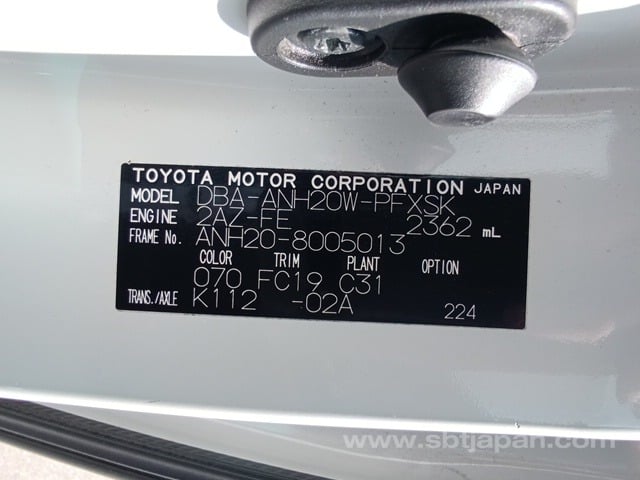 TOYOTA MOTOR CORPORATION JAPAN
MODEL DBA-ANH20W-PFXSK
ENGINE 2AZ-FE 2362 mL
FRAME No. ANH20-8005013
COLOR TRIM PLANT OPTION
070 FC19 C31
TRANS./AXLE K112 -02A 224
www.sbtjapan.com